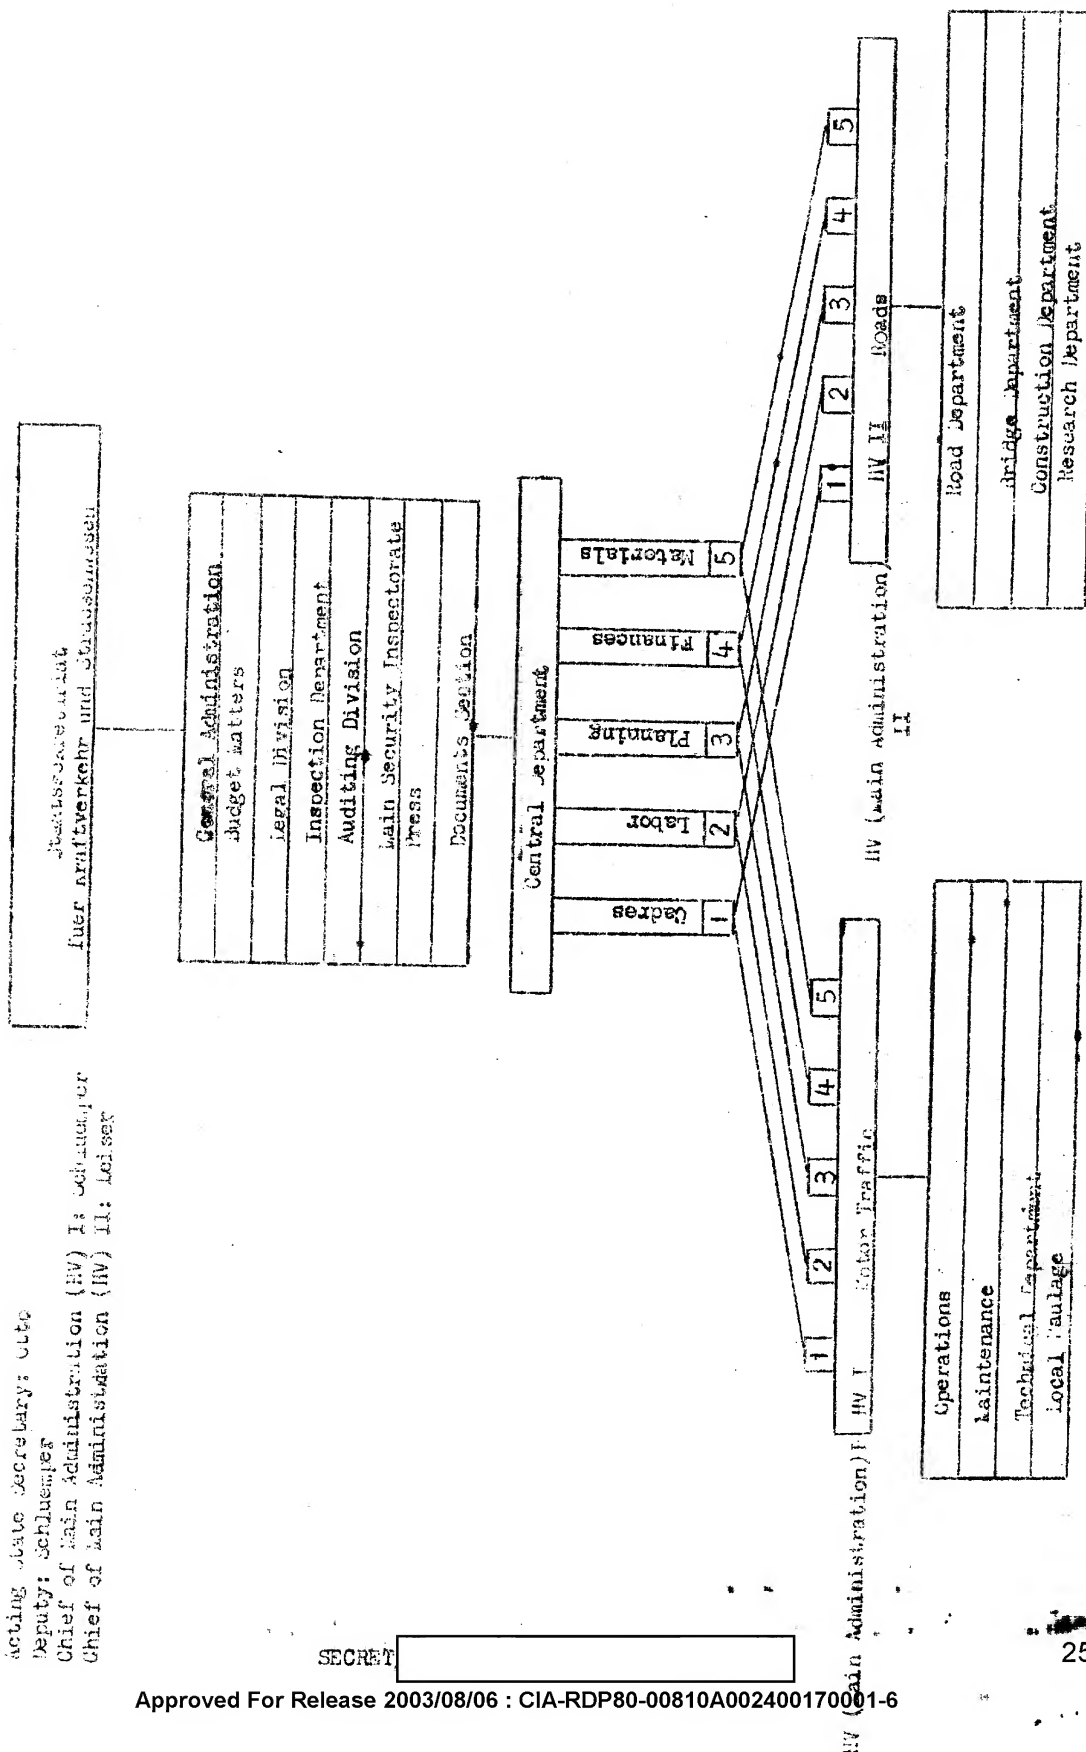 Acting State Secretary: Otto
Deputy: Schluemper
Chief of Main Administration (HV) I: Schluemper
Chief of Main Administration (HV) II: Leiser
Staatssekretariat
fuer Kraftverkehr und Strassenwesen
General Administration
Budget Matters
Legal Division
Inspection Department
Auditing Division
Main Security Inspectorate
Press
Documents Section
Central Department
Cadres
Labor
Planning
Finances
Materials
1
2
3
4
5
1
2
3
4
5
HV I Motor Traffic
HV (Main Administration) I
1
2
3
4
5
HV II Roads
HV (Main Administration)
II
Operations
Maintenance
Technical Department
Local Haulage
Road Department
Bridge Department
Construction Department
Research Department
SECRET
25
Approved For Release 2003/08/06 : CIA-RDP80-00810A002400170001-6